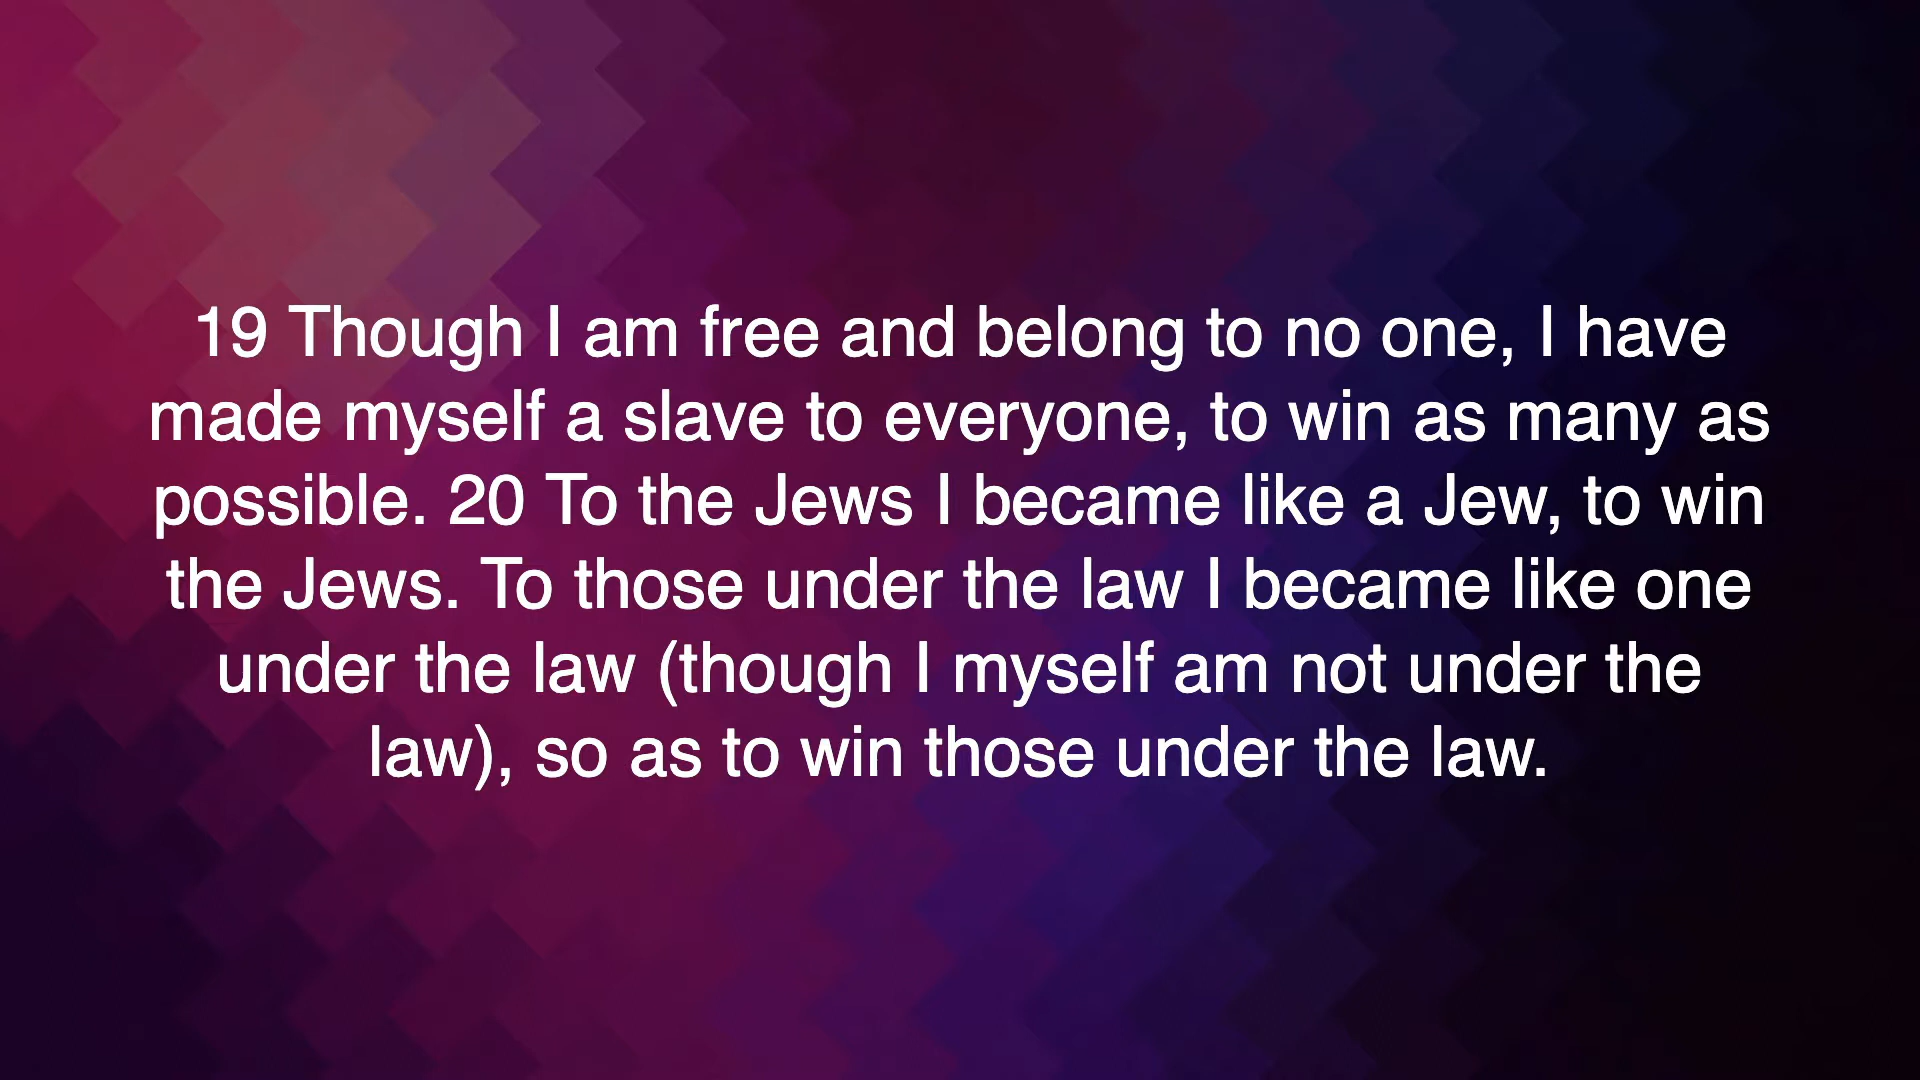 19 Though I am free and belong to no one, I have
made myself a slave to everyone, to win as many as
possible. 20 To the Jews I became like a Jew, to win
the Jews. To those under the law I became like one
under the law (though I myself am not under the
law), so as to win those under the law.